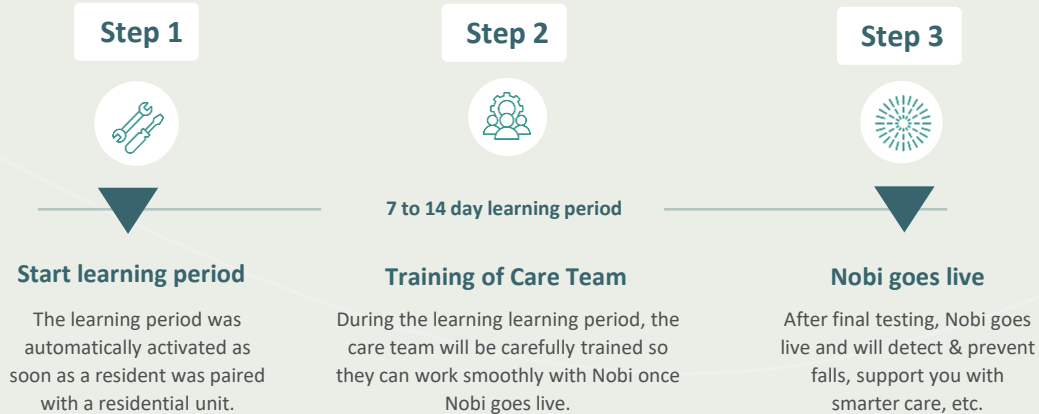 Step 1
Step 2
Step 3
7 to 14 day learning period
Start learning period
The learning period was
automatically activated as
soon as a resident was paired
with a residential unit.
Training of Care Team
During the learning learning period, the
care team will be carefully trained so
they can work smoothly with Nobi once
Nobi goes live.
Nobi goes live
After final testing, Nobi goes
live and will detect & prevent
falls, support you with
smarter care, etc.